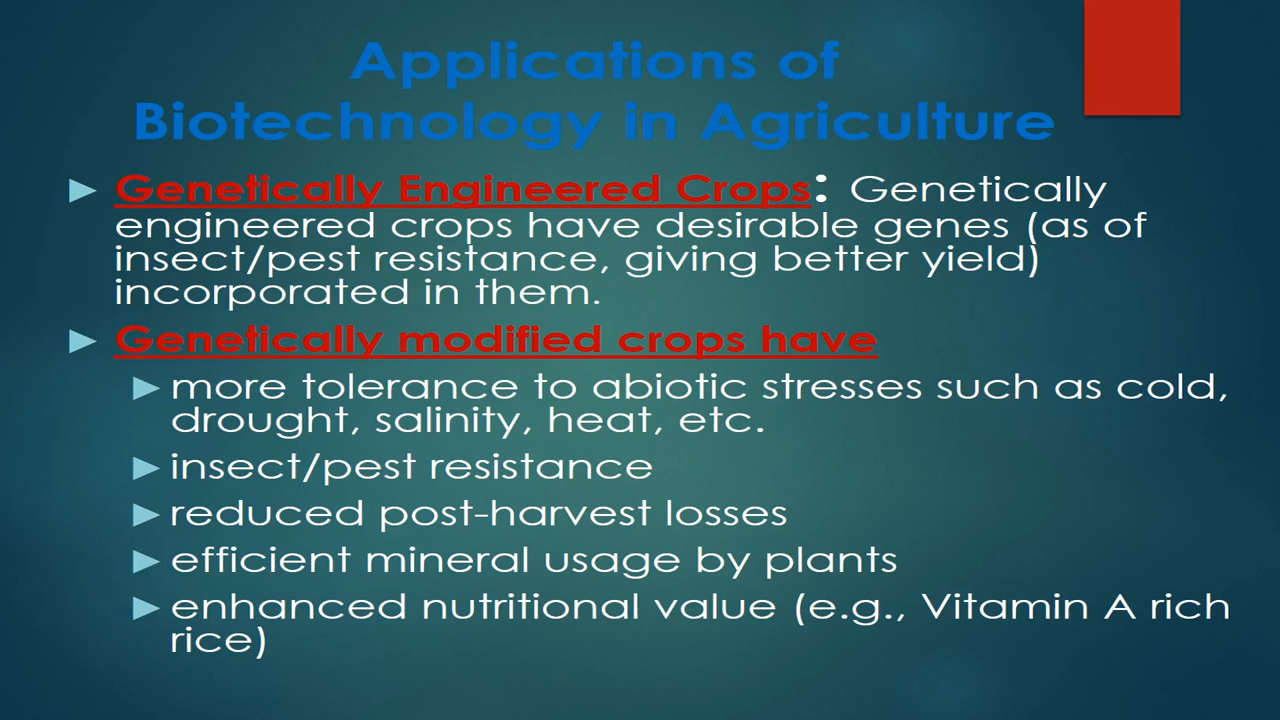 Applications of
Biotechnology in Agriculture
Genetically Engineered Crops: Genetically
engineered crops have desirable genes (as of
insect/pest resistance, giving better yield)
incorporated in them.
Genetically modified crops have
more tolerance to abiotic stresses such as cold,
drought, salinity, heat, etc.
insect/pest resistance
reduced post-harvest losses
efficient mineral usage by plants
enhanced nutritional value (e.g., Vitamin A rich
rice)